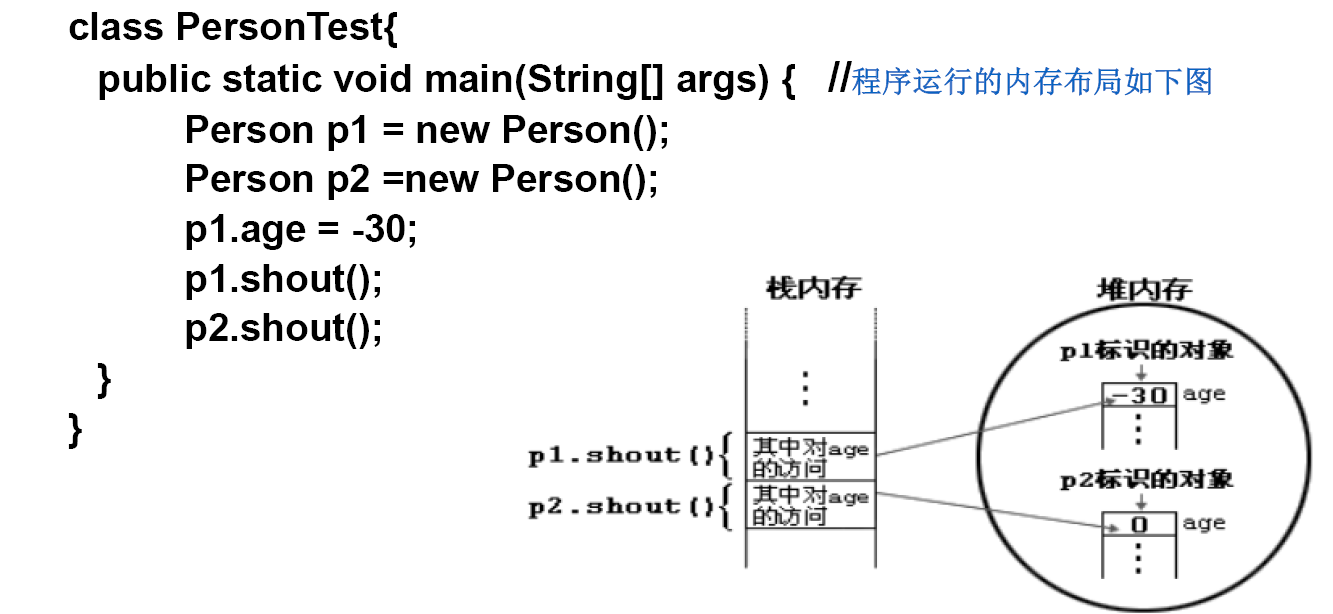 class PersonTest{
public static void main(String[] args) { //程序运行的内存布局如下图
Person p1 = new Person();
Person p2 =new Person();
p1.age = -30;
p1.shout();
p2.shout();
}
}
栈内存
堆内存
p1标识的对象
-30 age
p1.shout(){ 其中对age
的访问
p2标识的对象
p2.shout(){ 其中对age
的访问
0 age